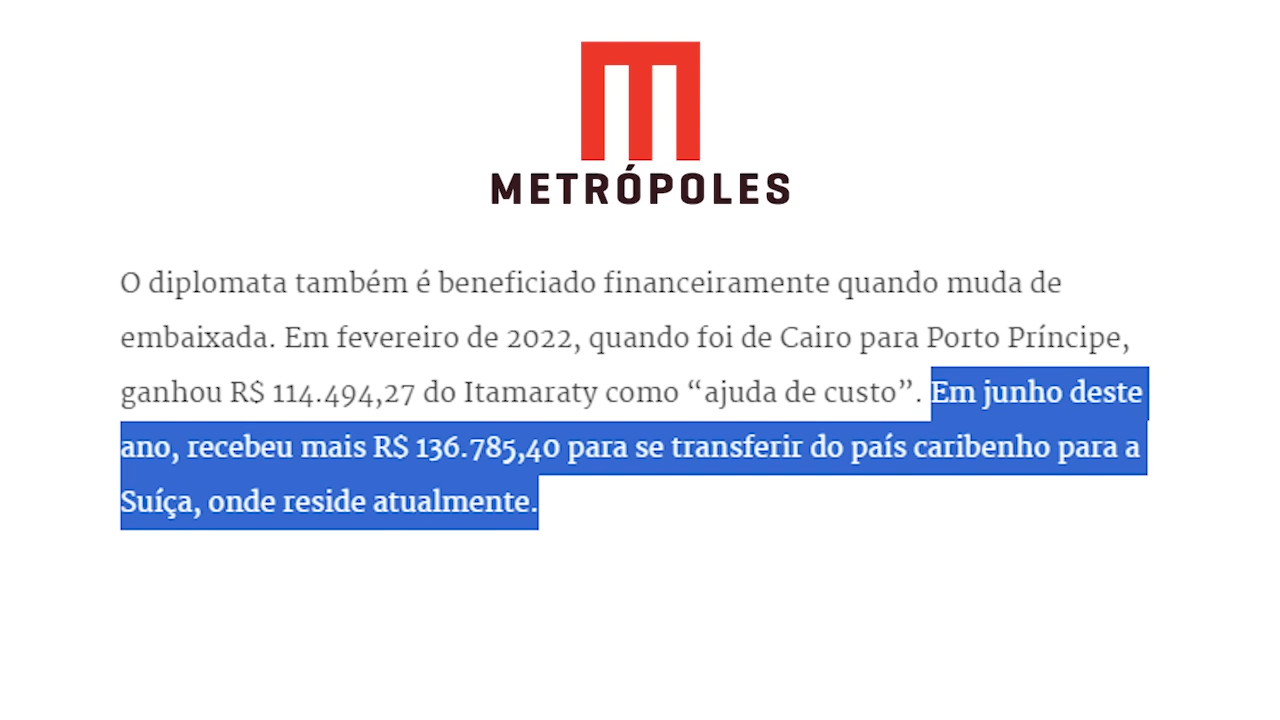 METRÓPOLES
O diplomata também é beneficiado financeiramente quando muda de
embaixada. Em fevereiro de 2022, quando foi de Cairo para Porto Príncipe,
ganhou R$ 114.494,27 do Itamaraty como “ajuda de custo”. Em junho deste
ano, recebeu mais R$ 136.785,40 para se transferir do país caribenho para a
Suíça, onde reside atualmente.